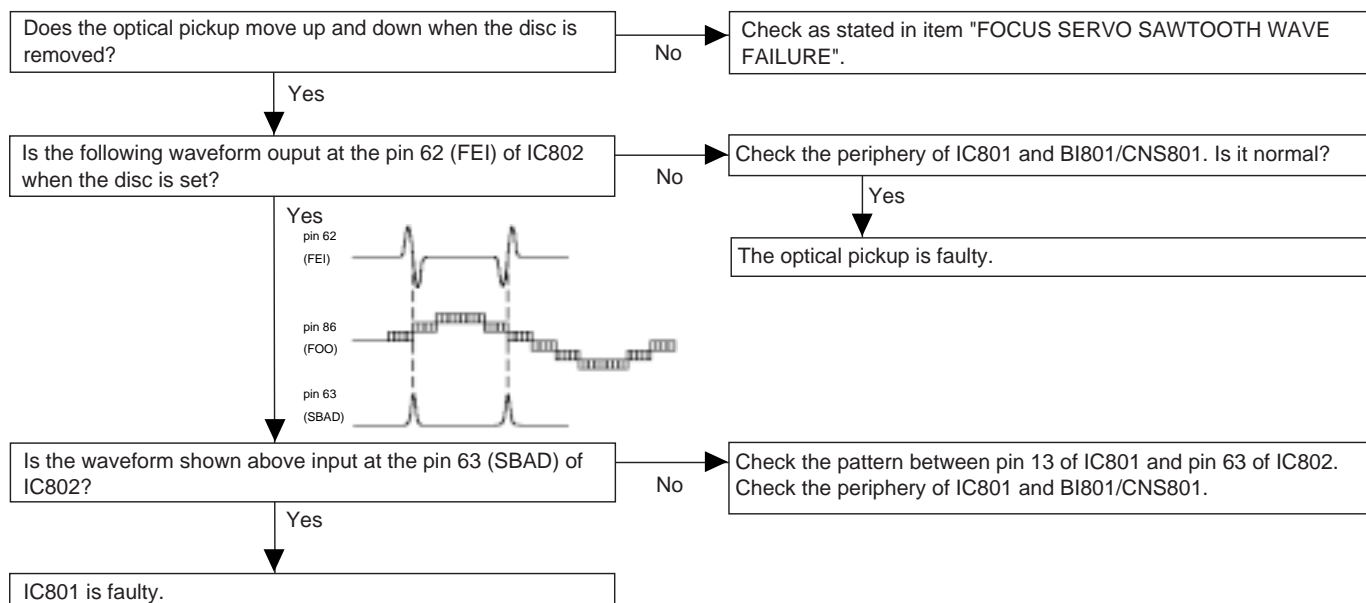 Does the optical pickup move up and down when the disc is
removed?
No
Check as stated in item "FOCUS SERVO SAWTOOTH WAVE
FAILURE".
Yes
Is the following waveform ouput at the pin 62 (FEI) of IC802
when the disc is set?
No
Check the periphery of IC801 and BI801/CNS801. Is it normal?
Yes
The optical pickup is faulty.
Yes
pin 62
(FEI)
pin 86
(FOO)
pin 63
(SBAD)
Is the waveform shown above input at the pin 63 (SBAD) of
IC802?
No
Check the pattern between pin 13 of IC801 and pin 63 of IC802.
Check the periphery of IC801 and BI801/CNS801.
Yes
IC801 is faulty.